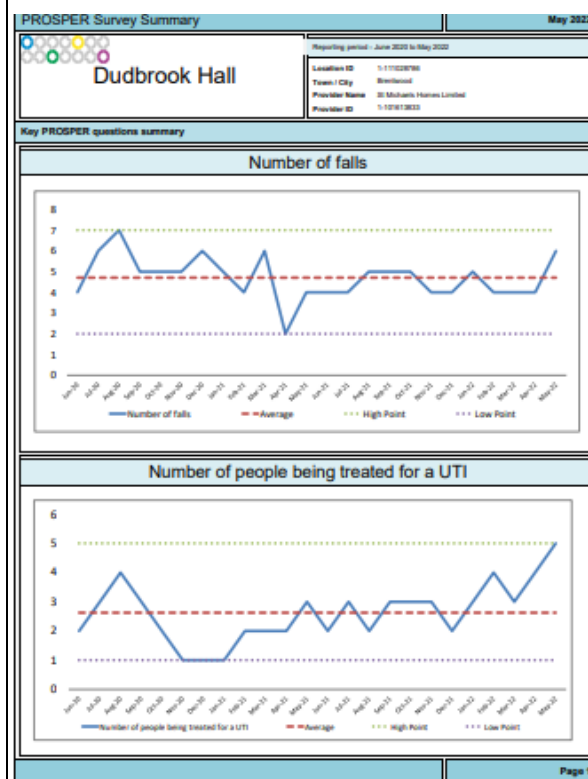 PROSPER Survey Summary May 2022
Dudbrook Hall
Reporting period - June 2020 to May 2022
Location ID
Town / City Brentwood
Provider Name St Michaels Homes Limited
Provider ID
Key PROSPER questions summary
Number of falls
8
7
6
5
4
3
2
1
0
Jun-20 Jul-20 Aug-20 Sep-20 Oct-20 Nov-20 Dec-20 Jan-21 Feb-21 Mar-21 Apr-21 May-21 Jun-21 Jul-21 Aug-21 Sep-21 Oct-21 Nov-21 Dec-21 Jan-22 Feb-22 Mar-22 Apr-22 May-22
Number of falls Average High Point Low Point
Number of people being treated for a UTI
6
5
4
3
2
1
0
Jun-20 Jul-20 Aug-20 Sep-20 Oct-20 Nov-20 Dec-20 Jan-21 Feb-21 Mar-21 Apr-21 May-21 Jun-21 Jul-21 Aug-21 Sep-21 Oct-21 Nov-21 Dec-21 Jan-22 Feb-22 Mar-22 Apr-22 May-22
Number of people being treated for a UTI Average High Point Low Point
Page